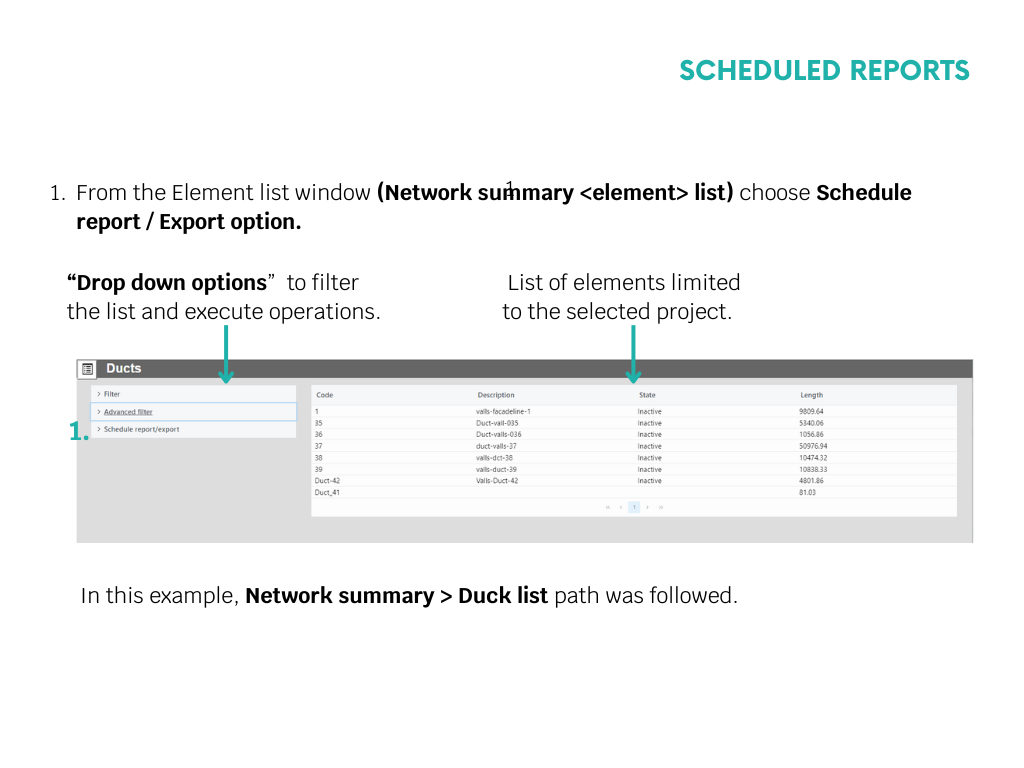 SCHEDULED REPORTS
1. From the Element list window (Network summary <element> list) choose Schedule
1
report / Export option.
“Drop down options” to filter
the list and execute operations.
List of elements limited
to the selected project.
Ducts
> Filter
> Advanced filter
> Schedule report/export
1.
Code Description State Length
1 valls-facadeline-1 Inactive 9809.64
35 Duct-vall-035 Inactive 5340.06
36 Duct-valls-036 Inactive 1056.86
37 duct-valls-37 Inactive 50976.94
38 valls-dct-38 Inactive 10474.32
39 valls-duct-39 Inactive 10838.33
Duct-42 Valls-Duct-42 Inactive 4801.86
Duct_41 81.03
1
In this example, Network summary > Duck list path was followed.